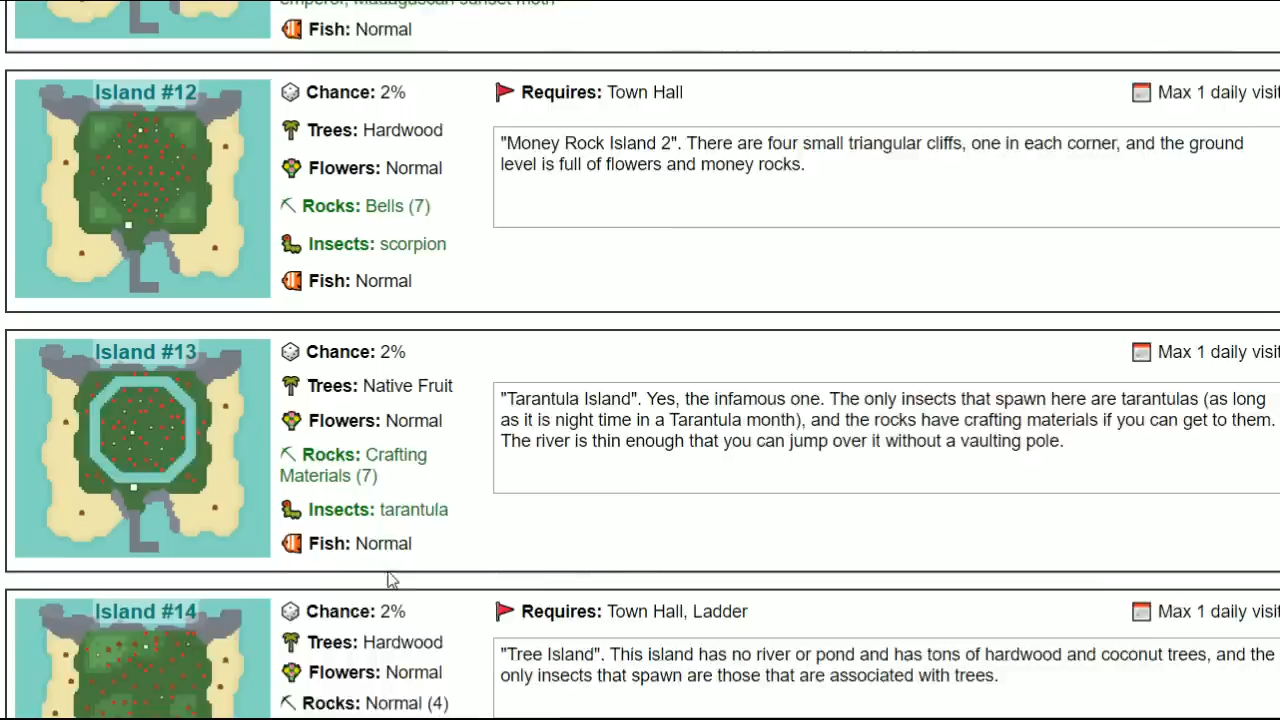 emperor, Madagascan sunset moth
Fish: Normal
Island #12
Chance: 2%
Requires: Town Hall
Max 1 daily visit
Trees: Hardwood
Flowers: Normal
Rocks: Bells (7)
Insects: scorpion
Fish: Normal
"Money Rock Island 2". There are four small triangular cliffs, one in each corner, and the ground
level is full of flowers and money rocks.
Island #13
Chance: 2%
Max 1 daily visit
Trees: Native Fruit
Flowers: Normal
Rocks: Crafting
Materials (7)
Insects: tarantula
Fish: Normal
"Tarantula Island". Yes, the infamous one. The only insects that spawn here are tarantulas (as long
as it is night time in a Tarantula month), and the rocks have crafting materials if you can get to them.
The river is thin enough that you can jump over it without a vaulting pole.
Island #14
Chance: 2%
Requires: Town Hall, Ladder
Max 1 daily visit
Trees: Hardwood
Flowers: Normal
Rocks: Normal (4)
"Tree Island". This island has no river or pond and has tons of hardwood and coconut trees, and the
only insects that spawn are those that are associated with trees.